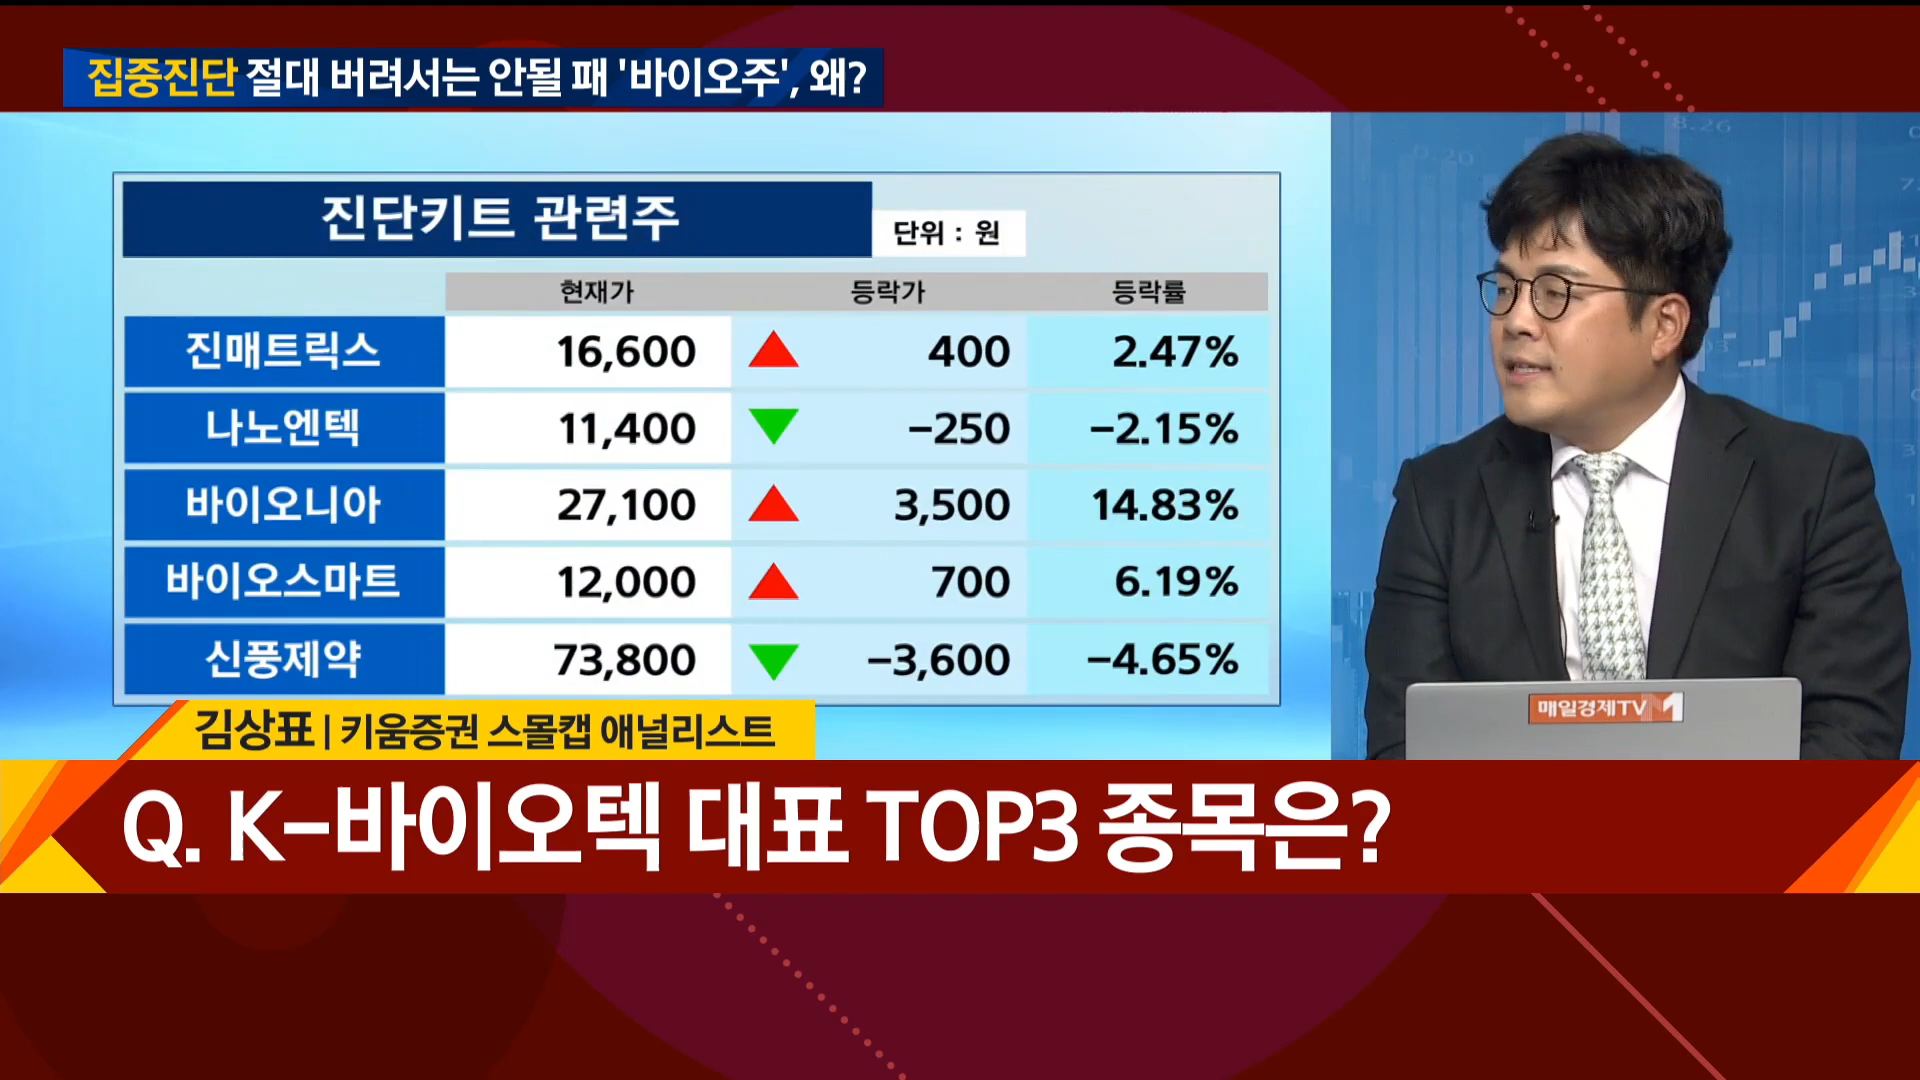 집중진단 절대 버려서는 안될 패 '바이오주', 왜?
진단키트 관련주
단위 : 원
현재가 등락가 등락률
진매트릭스 16,600 ▲ 400 2.47%
나노엔텍 11,400 ▼ -250 -2.15%
바이오니아 27,100 ▲ 3,500 14.83%
바이오스마트 12,000 ▲ 700 6.19%
신풍제약 73,800 ▼ -3,600 -4.65%
매일경제TV
김상표 | 키움증권 스몰캡 애널리스트
Q. K-바이오텍 대표 TOP3 종목은?